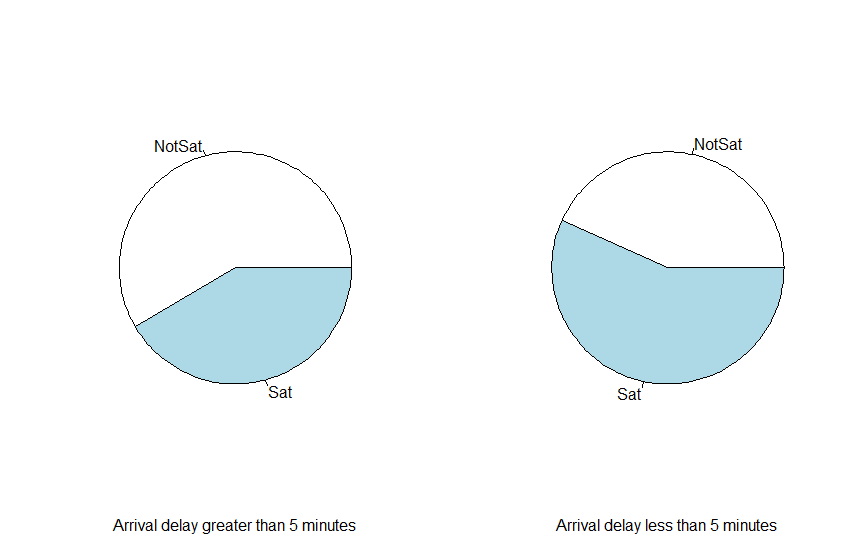 NotSat
NotSat
Sat
Sat
Arrival delay greater than 5 minutes
Arrival delay less than 5 minutes